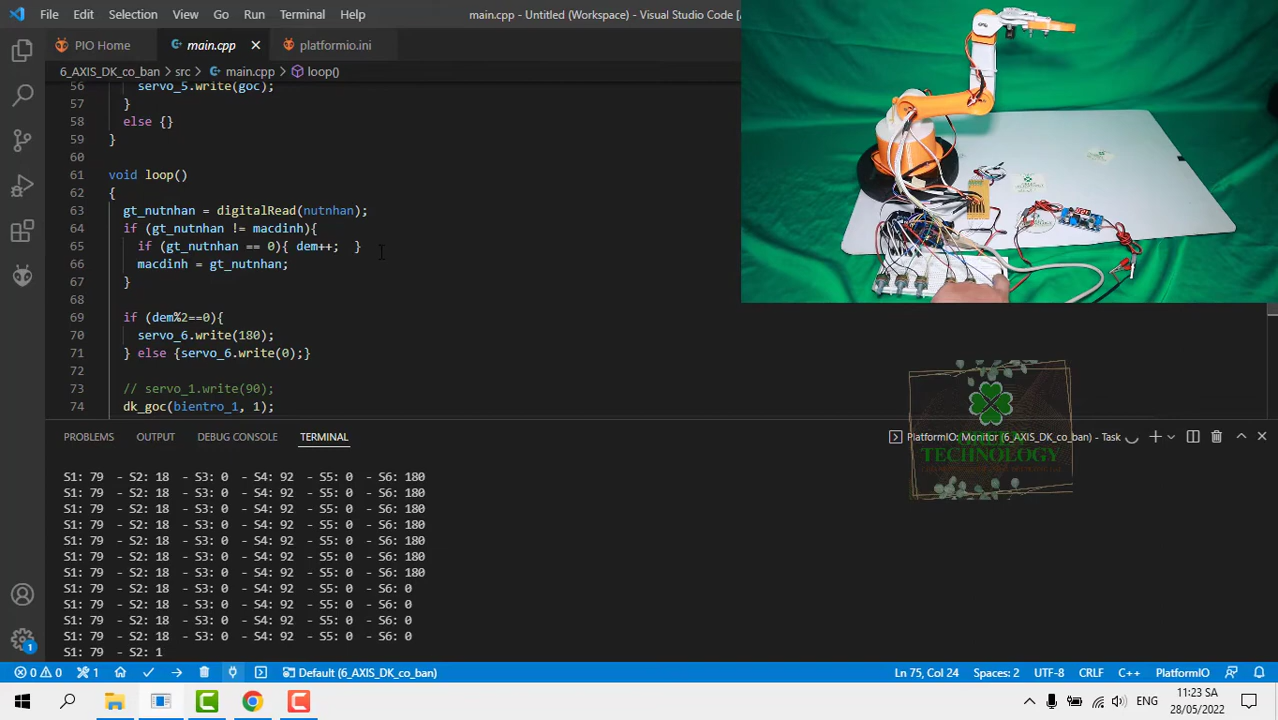 File Edit Selection View Go Run Terminal Help main.cpp - Untitled (Workspace) - Visual Studio Code [
PIO Home main.cpp platformio.ini
6_AXIS_DK_co_ban > src > main.cpp > loop()
56 servo_5.write(goc);
57 }
58 else {}
59 }
60
61 void loop()
62 {
63 gt_nutnhan = digitalRead(nutnhan);
64 if (gt_nutnhan != macdinh){
65 if (gt_nutnhan == 0){ dem++; }
66 macdinh = gt_nutnhan;
67 }
68
69 if (dem%2==0){
70 servo_6.write(180);
71 } else {servo_6.write(0);}
72
73 // servo_1.write(90);
74 dk_goc(bientro_1, 1);
GREEN
TECHNOLOGY
PROBLEMS OUTPUT DEBUG CONSOLE TERMINAL PlatformIO: Monitor (6_AXIS_DK_co_ban) - Task
S1: 79 - S2: 18 - S3: 0 - S4: 92 - S5: 0 - S6: 180
S1: 79 - S2: 18 - S3: 0 - S4: 92 - S5: 0 - S6: 180
S1: 79 - S2: 18 - S3: 0 - S4: 92 - S5: 0 - S6: 180
S1: 79 - S2: 18 - S3: 0 - S4: 92 - S5: 0 - S6: 180
S1: 79 - S2: 18 - S3: 0 - S4: 92 - S5: 0 - S6: 180
S1: 79 - S2: 18 - S3: 0 - S4: 92 - S5: 0 - S6: 180
S1: 79 - S2: 18 - S3: 0 - S4: 92 - S5: 0 - S6: 180
S1: 79 - S2: 18 - S3: 0 - S4: 92 - S5: 0 - S6: 0
S1: 79 - S2: 18 - S3: 0 - S4: 92 - S5: 0 - S6: 0
S1: 79 - S2: 18 - S3: 0 - S4: 92 - S5: 0 - S6: 0
S1: 79 - S2: 18 - S3: 0 - S4: 92 - S5: 0 - S6: 0
S1: 79 - S2: 1
0 0 1 Default (6_AXIS_DK_co_ban) Ln 75, Col 24 Spaces: 2 UTF-8 CRLF C++ PlatformIO
ENG 11:23 SA
28/05/2022